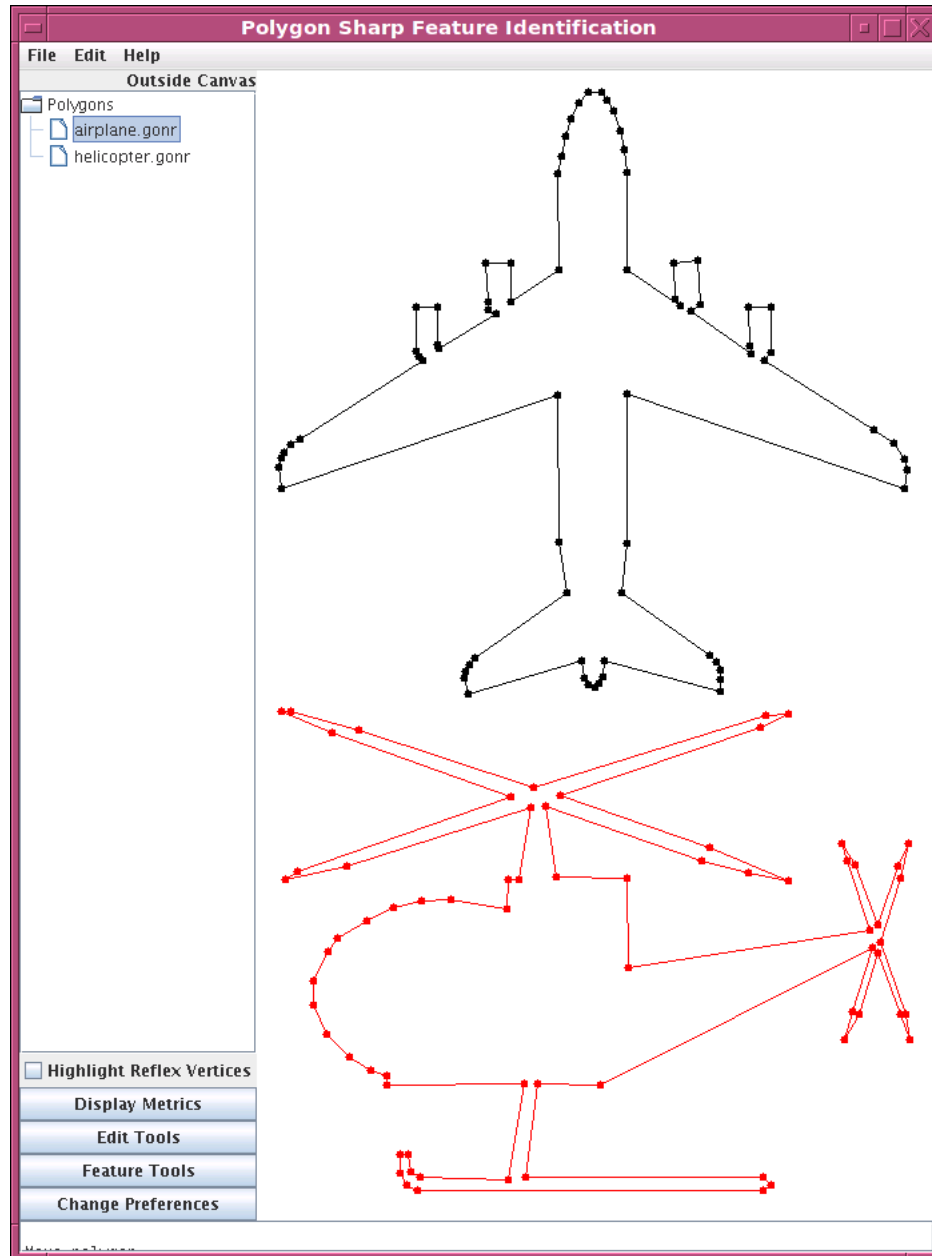 Polygon Sharp Feature Identification
File Edit Help
Outside Canvas
Polygons
airplane.gonr
helicopter.gonr
Highlight Reflex Vertices
Display Metrics
Edit Tools
Feature Tools
Change Preferences